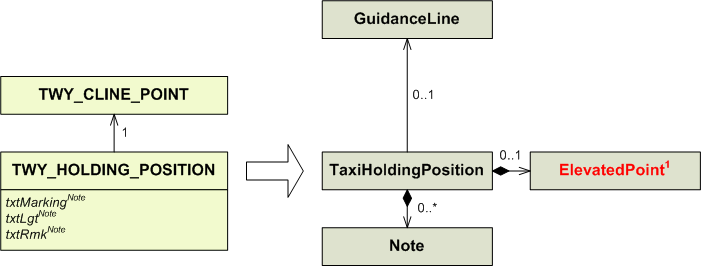 GuidanceLine
TWY_CLINE_POINT
0..1
1
TWY_HOLDING_POSITION
txtMarkingNote
txtLgtNote
txtRmkNote
TaxiHoldingPosition
0..1
ElevatedPoint1
0..*
Note